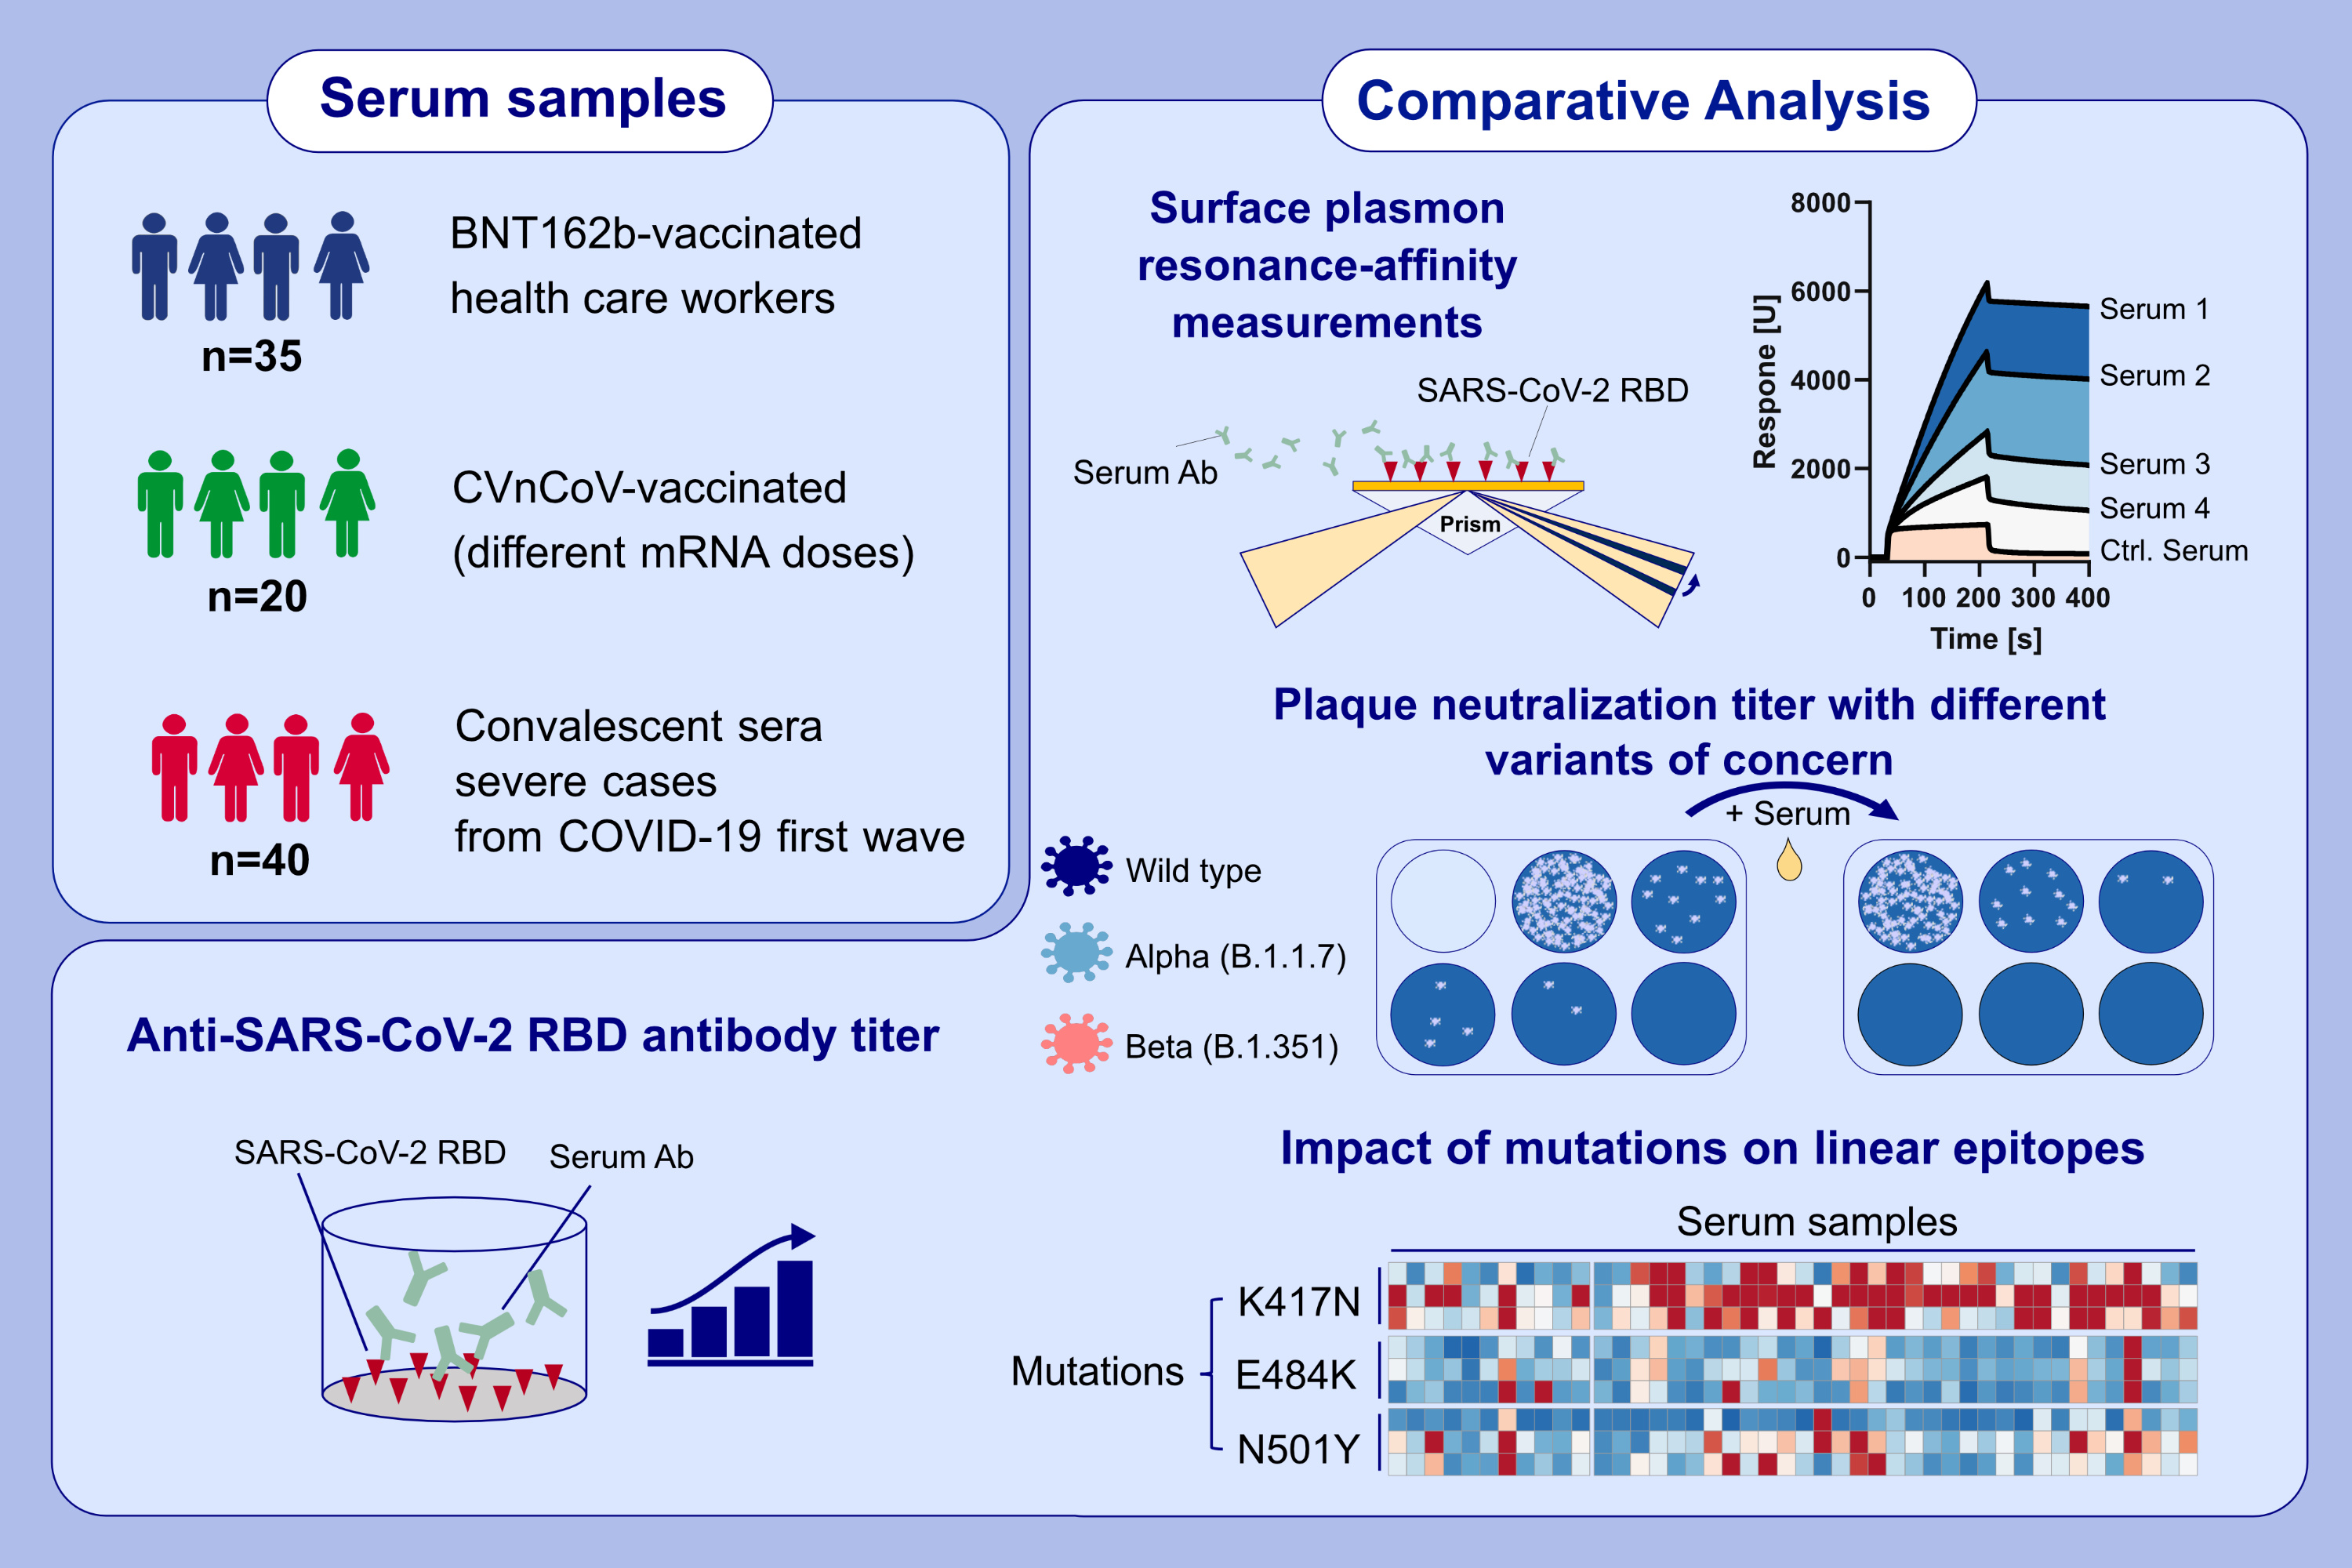 Serum samples
BNT162b-vaccinated
health care workers
n=35
CVnCoV-vaccinated
(different mRNA doses)
n=20
Convalescent sera
severe cases
from COVID-19 first wave
n=40
Anti-SARS-CoV-2 RBD antibody titer
SARS-CoV-2 RBD
Serum Ab
Comparative Analysis
Surface plasmon
resonance-affinity
measurements
SARS-CoV-2 RBD
Serum Ab
Prism
Respone [U]
8000
6000
4000
2000
0
0 100 200 300 400
Time [s]
Serum 1
Serum 2
Serum 3
Serum 4
Ctrl. Serum
Plaque neutralization titer with different
variants of concern
+ Serum
Wild type
Alpha (B.1.1.7)
Beta (B.1.351)
Impact of mutations on linear epitopes
Serum samples
Mutations
K417N
E484K
N501Y